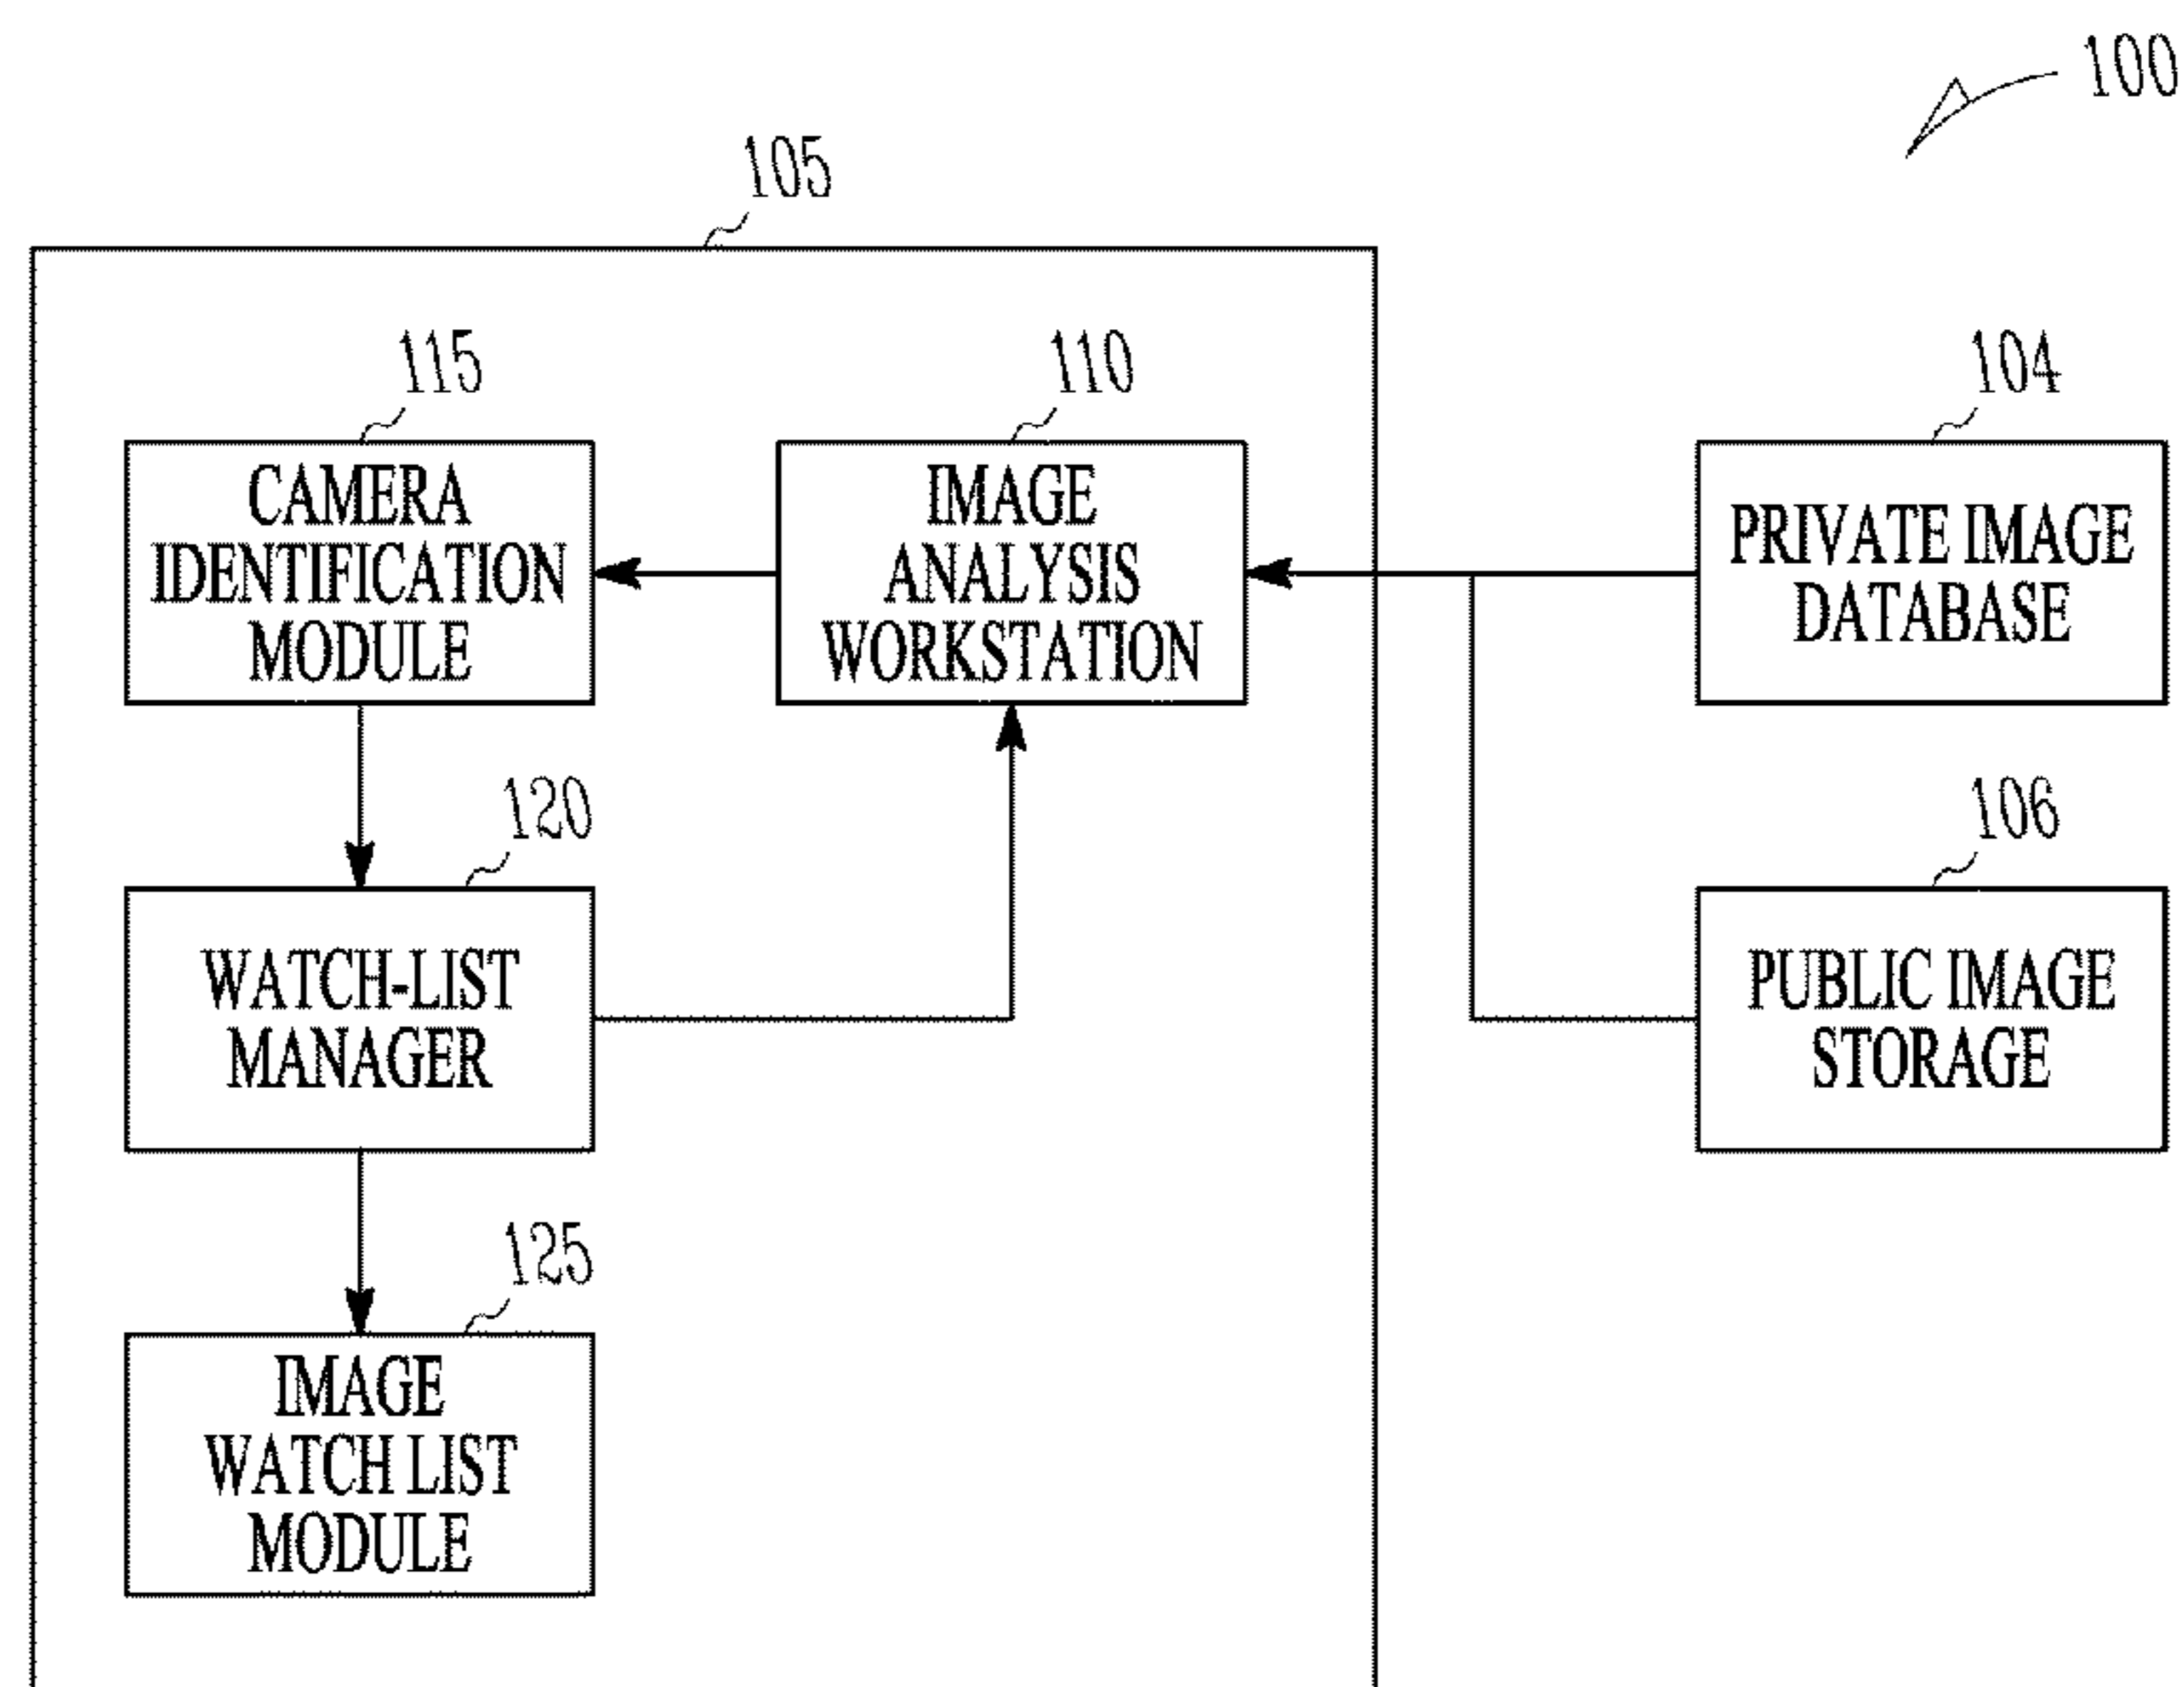 100
105
115
CAMERA
IDENTIFICATION
MODULE
110
IMAGE
ANALYSIS
WORKSTATION
104
PRIVATE IMAGE
DATABASE
120
WATCH-LIST
MANAGER
106
PUBLIC IMAGE
STORAGE
125
IMAGE
WATCH LIST
MODULE